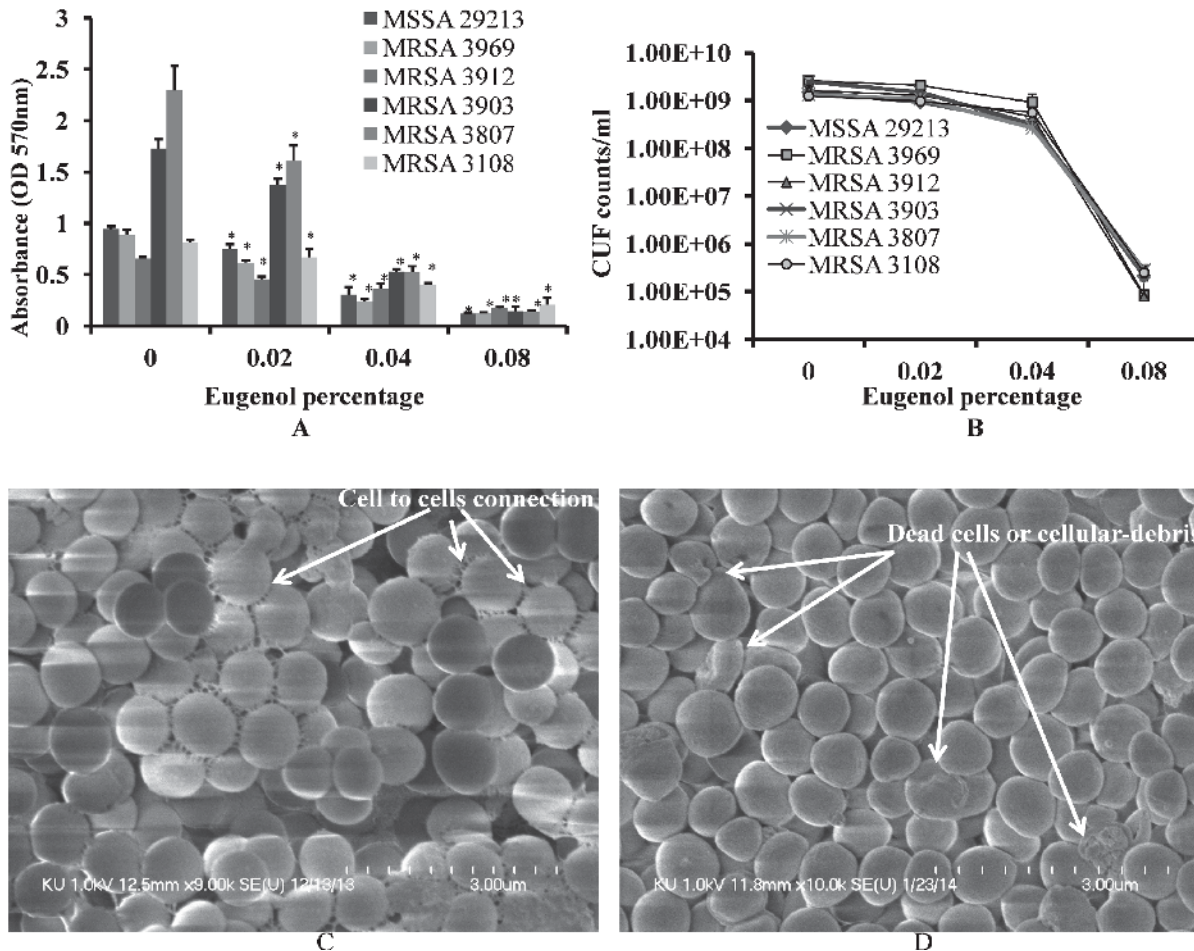 3
2.5
2
1.5
1
0.5
0
Absorbance (OD 570nm)
MSSA 29213
MRSA 3969
MRSA 3912
MRSA 3903
MRSA 3807
MRSA 3108
* * * * * *
* * * * * *
* * * * * *
0 0.02 0.04 0.08
Eugenol percentage
A
1.00E+10
1.00E+09
1.00E+08
1.00E+07
1.00E+06
1.00E+05
1.00E+04
CUF counts/ml
MSSA 29213
MRSA 3969
MRSA 3912
MRSA 3903
MRSA 3807
MRSA 3108
0 0.02 0.04 0.08
Eugenol percentage
B
Cell to cells connection
KU 1.0kV 12.5mm x9.00k SE(U) 12/13/13 3.00um
C
Dead cells or cellular-debris
KU 1.0kV 11.8mm x10.0k SE(U) 1/23/14 3.00um
D